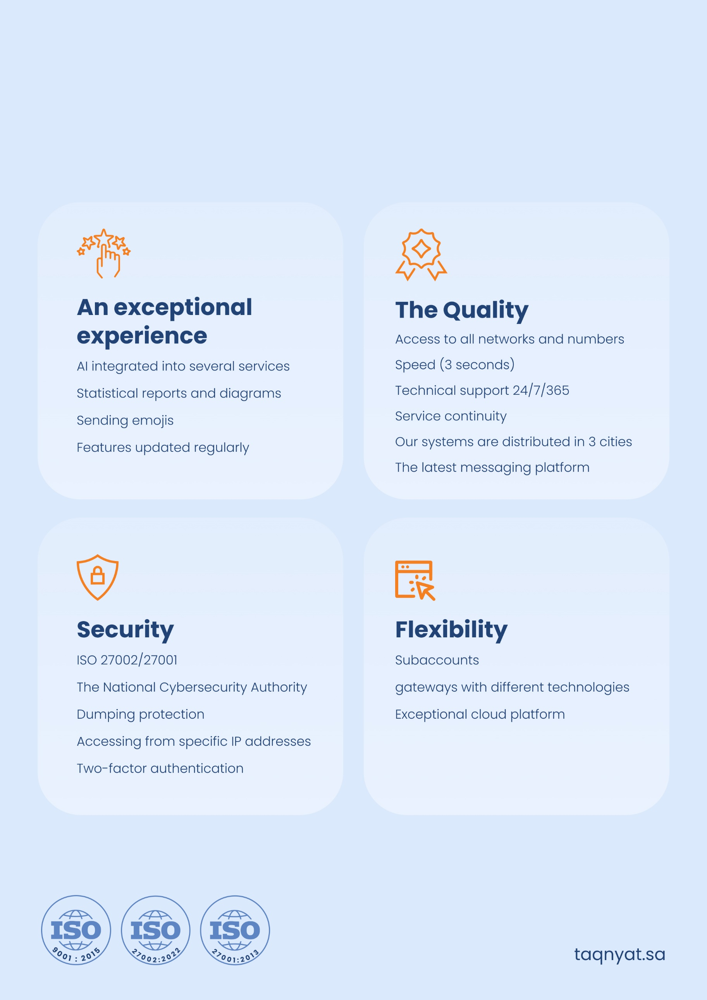 An exceptional
experience
AI integrated into several services
Statistical reports and diagrams
Sending emojis
Features updated regularly
The Quality
Access to all networks and numbers
Speed (3 seconds)
Technical support 24/7/365
Service continuity
Our systems are distributed in 3 cities
The latest messaging platform
Security
ISO 27002/27001
The National Cybersecurity Authority
Dumping protection
Accessing from specific IP addresses
Two-factor authentication
Flexibility
Subaccounts
gateways with different technologies
Exceptional cloud platform
ISO
9001 : 2015
ISO
27002:2022
ISO
27001:2013
taqnyat.sa